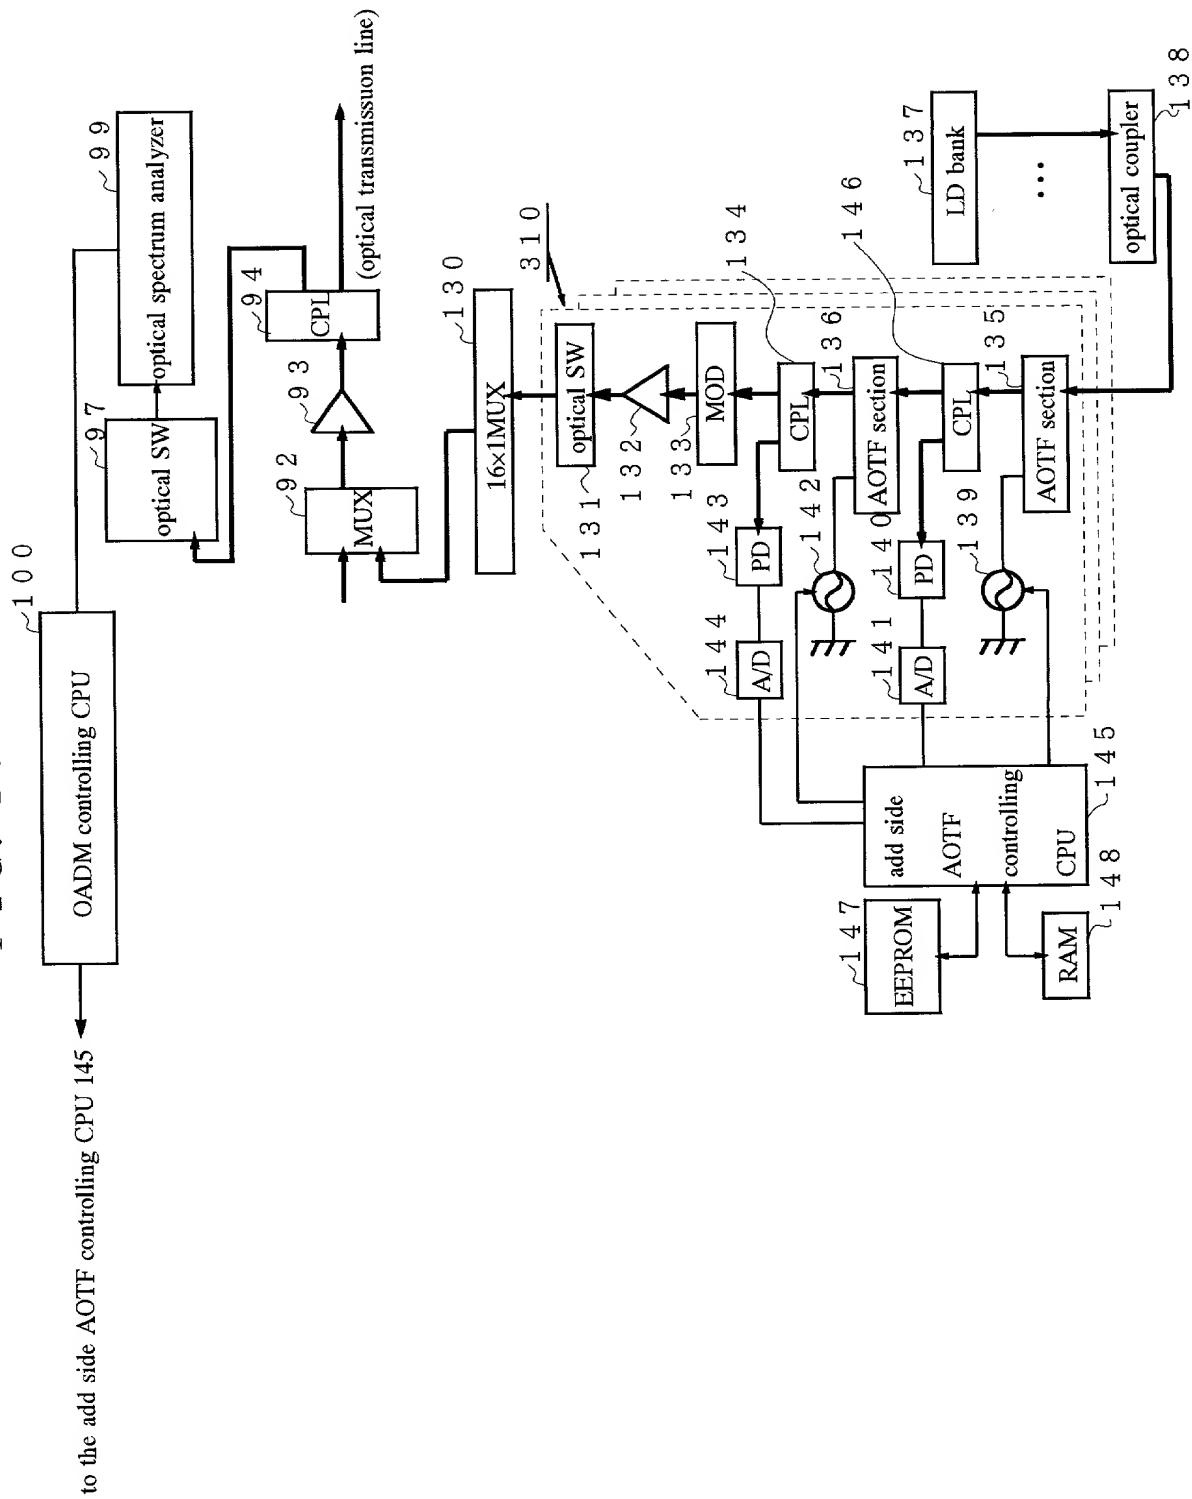 100
OADM controlling CPU
to the add side AOTF controlling CPU 145
99
optical spectrum analyzer
97
optical SW
94
CPL
(optical transmissuon line)
93
92
MUX
130
16×1MUX
310
131
optical SW
132
133
MOD
134
CPL
143
PD
144
A/D
136
AOTF section
142
146
CPL
140
PD
141
A/D
135
AOTF section
139
137
LD bank
...
138
optical coupler
145
add side
AOTF
controlling
CPU
147
EEPROM
148
RAM